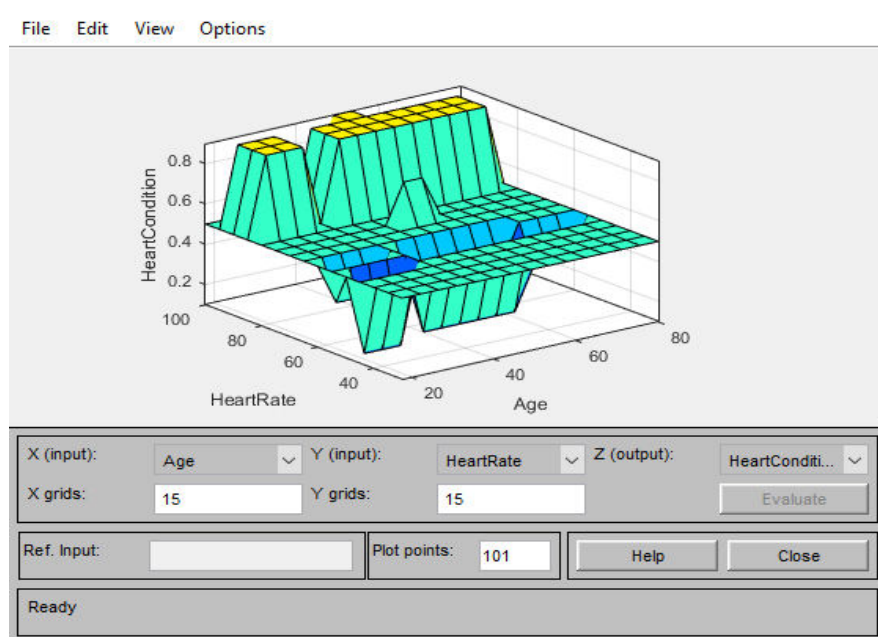 File Edit View Options
HeartCondition
0.8
0.6
0.4
0.2
100
80
60
40
HeartRate
20
40
60
80
Age
X (input): Age Y (input): HeartRate Z (output): HeartConditi...
X grids: 15 Y grids: 15 Evaluate
Ref. Input: Plot points: 101 Help Close
Ready